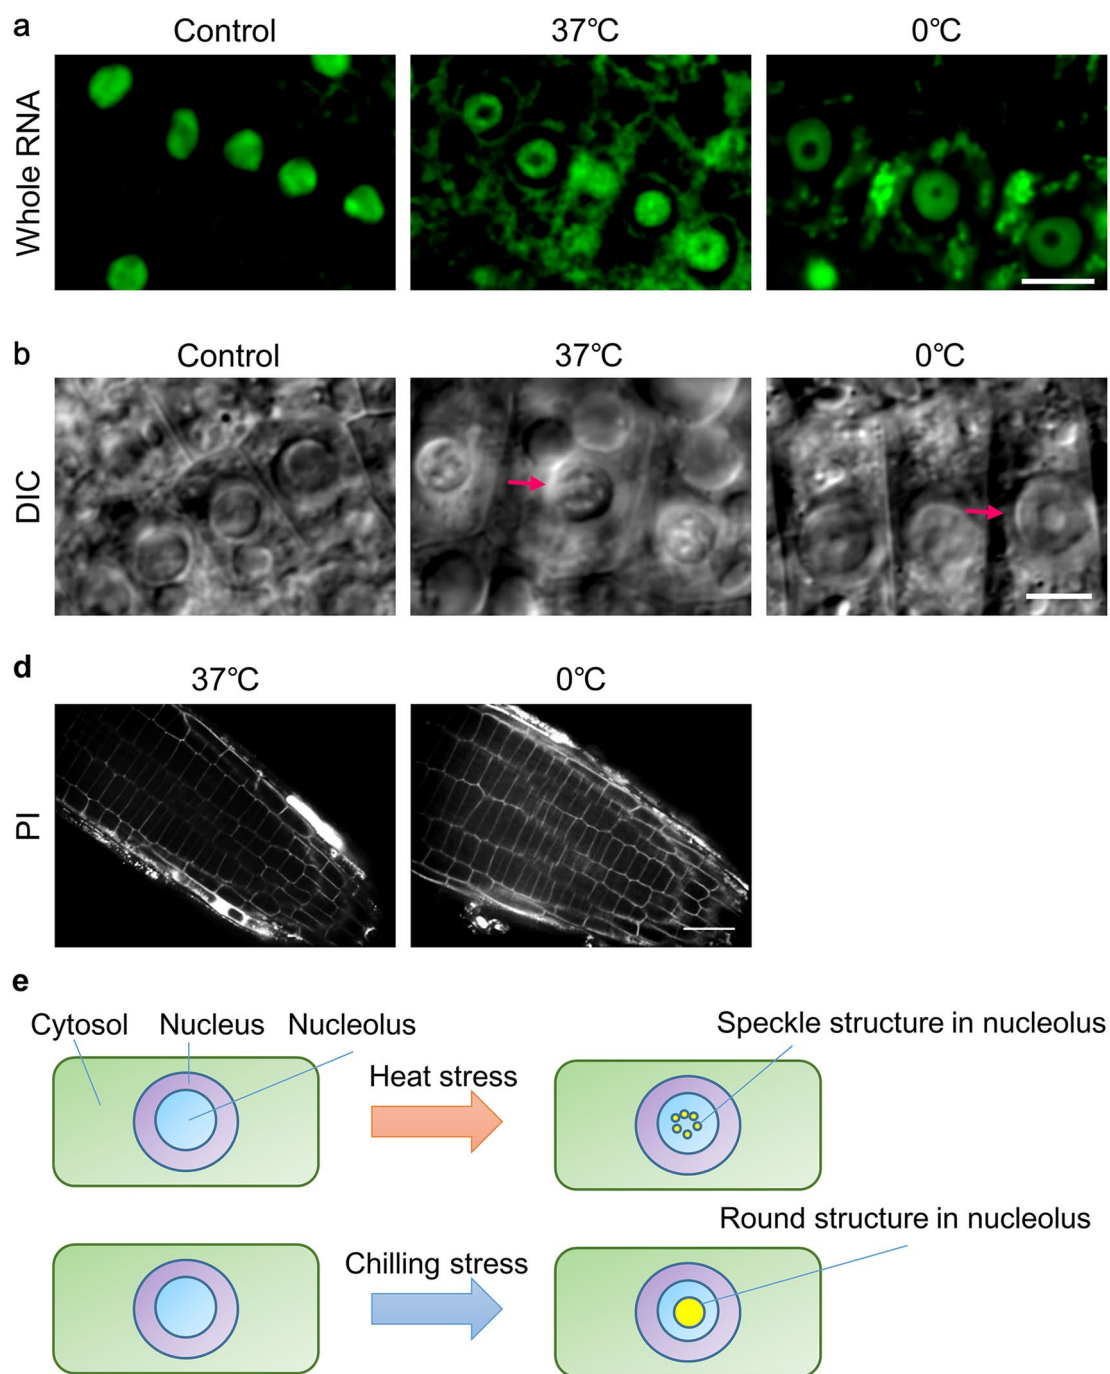 a
Control 37℃ 0℃
Whole RNA
b
Control 37℃ 0℃
DIC
d
37℃ 0℃
PI
e
Cytosol Nucleus Nucleolus
Heat stress
Speckle structure in nucleolus
Chilling stress
Round structure in nucleolus